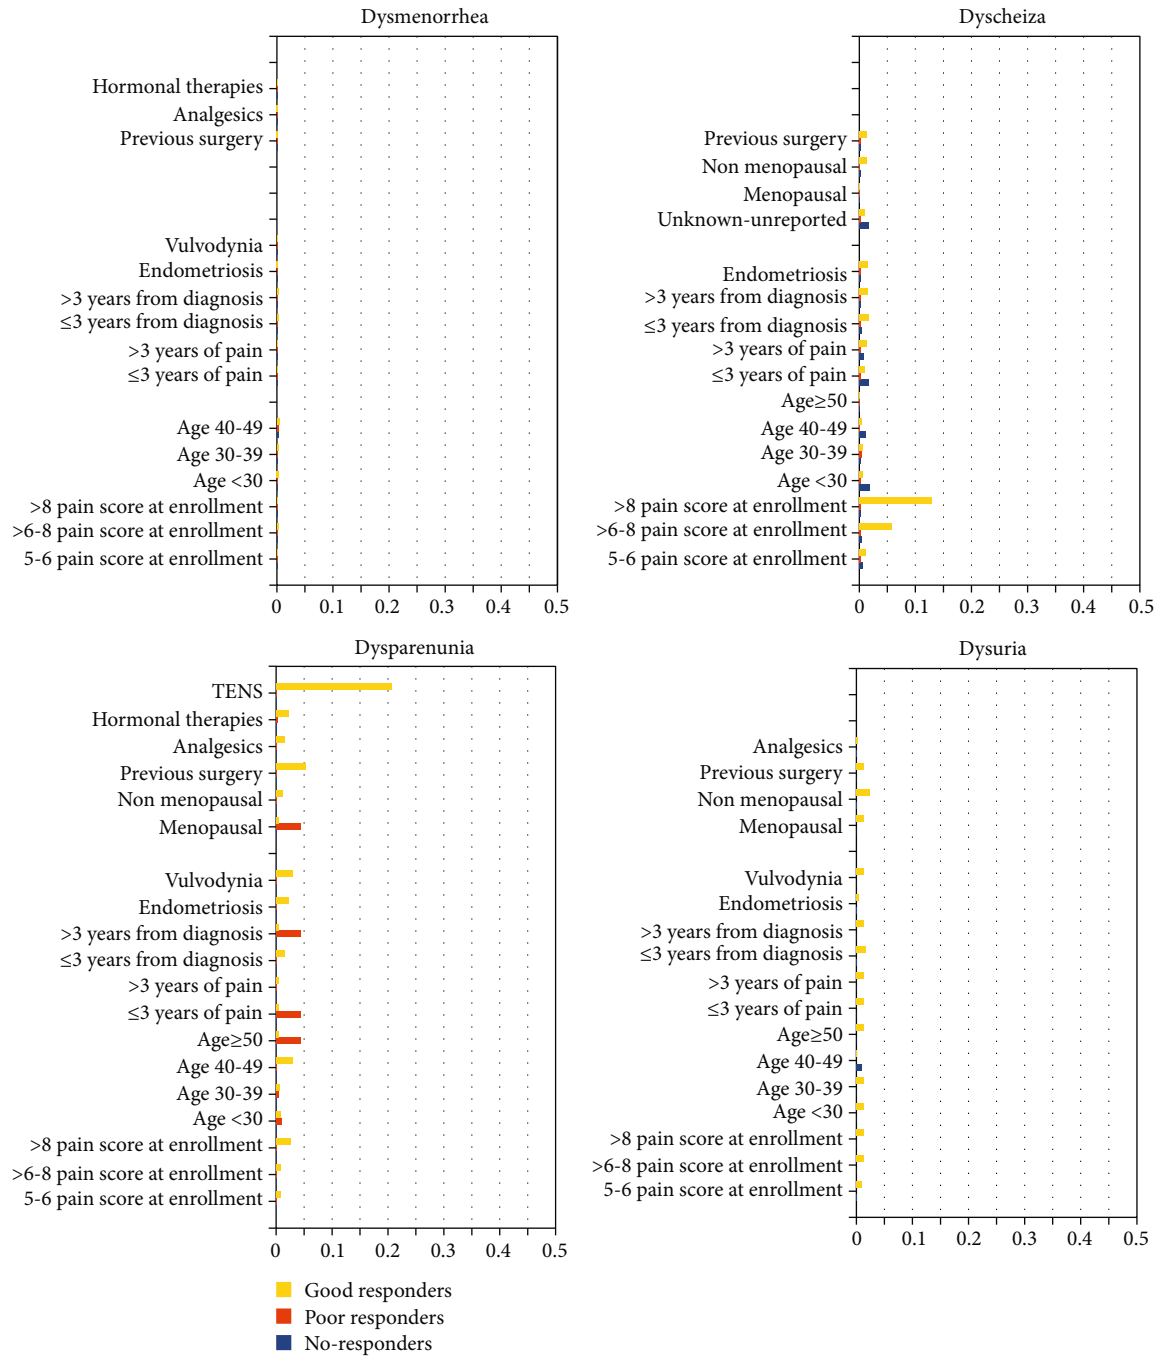 Dysmenorrhea
Hormonal therapies
Analgesics
Previous surgery
Vulvodynia
Endometriosis
>3 years from diagnosis
≤3 years from diagnosis
>3 years of pain
≤3 years of pain
Age 40-49
Age 30-39
Age <30
>8 pain score at enrollment
>6-8 pain score at enrollment
5-6 pain score at enrollment
0 0.1 0.2 0.3 0.4 0.5
Dyscheiza
Previous surgery
Non menopausal
Menopausal
Unknown-unreported
Endometriosis
>3 years from diagnosis
≤3 years from diagnosis
>3 years of pain
≤3 years of pain
Age≥50
Age 40-49
Age 30-39
Age <30
>8 pain score at enrollment
>6-8 pain score at enrollment
5-6 pain score at enrollment
0 0.1 0.2 0.3 0.4 0.5
Dysparenunia
TENS
Hormonal therapies
Analgesics
Previous surgery
Non menopausal
Menopausal
Vulvodynia
Endometriosis
>3 years from diagnosis
≤3 years from diagnosis
>3 years of pain
≤3 years of pain
Age≥50
Age 40-49
Age 30-39
Age <30
>8 pain score at enrollment
>6-8 pain score at enrollment
5-6 pain score at enrollment
0 0.1 0.2 0.3 0.4 0.5
Dysuria
Analgesics
Previous surgery
Non menopausal
Menopausal
Vulvodynia
Endometriosis
>3 years from diagnosis
≤3 years from diagnosis
>3 years of pain
≤3 years of pain
Age≥50
Age 40-49
Age 30-39
Age <30
>8 pain score at enrollment
>6-8 pain score at enrollment
5-6 pain score at enrollment
0 0.1 0.2 0.3 0.4 0.5
Good responders
Poor responders
No-responders